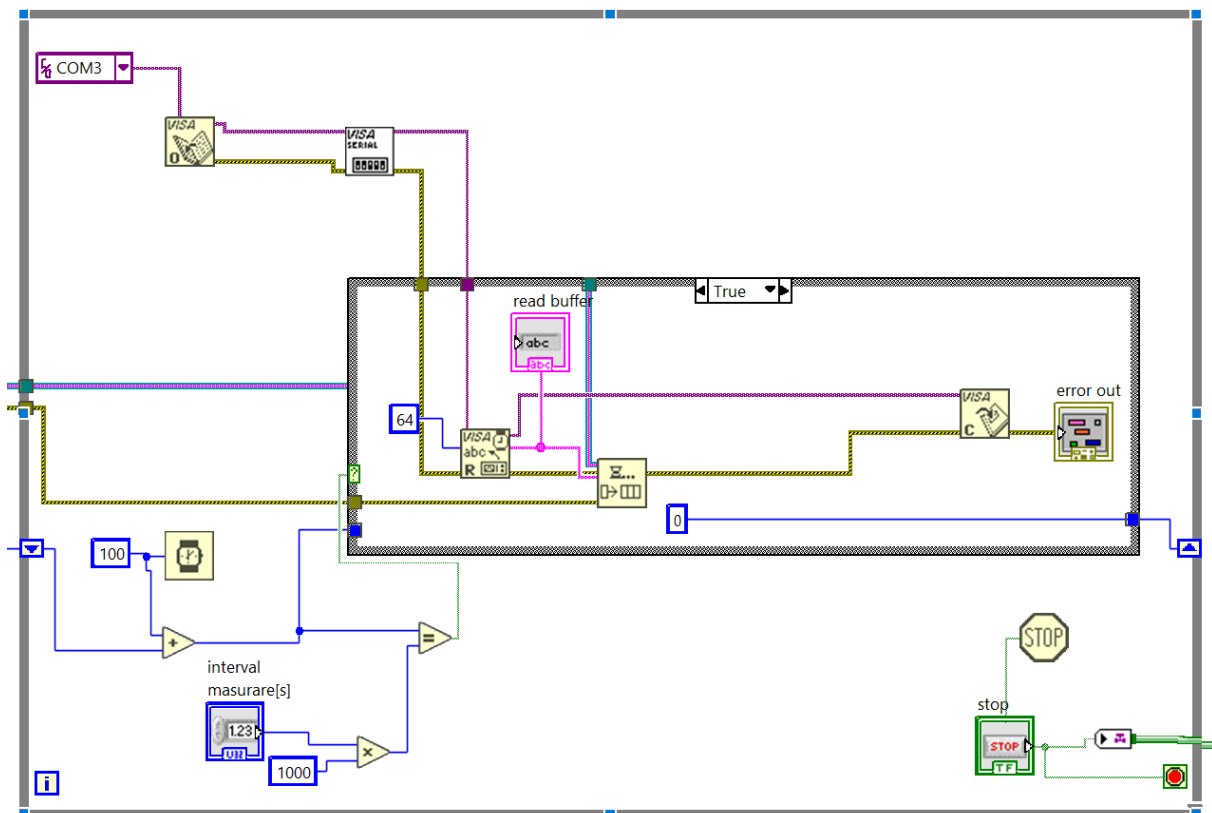 COM3
VISA
O
VISA
SERIAL
True
read buffer
abc
abc
64
VISA
abc
R
VISA
C
error out
0
100
+
=
interval
masurare[s]
1.23
U32
×
1000
STOP
stop
STOP
TF
i